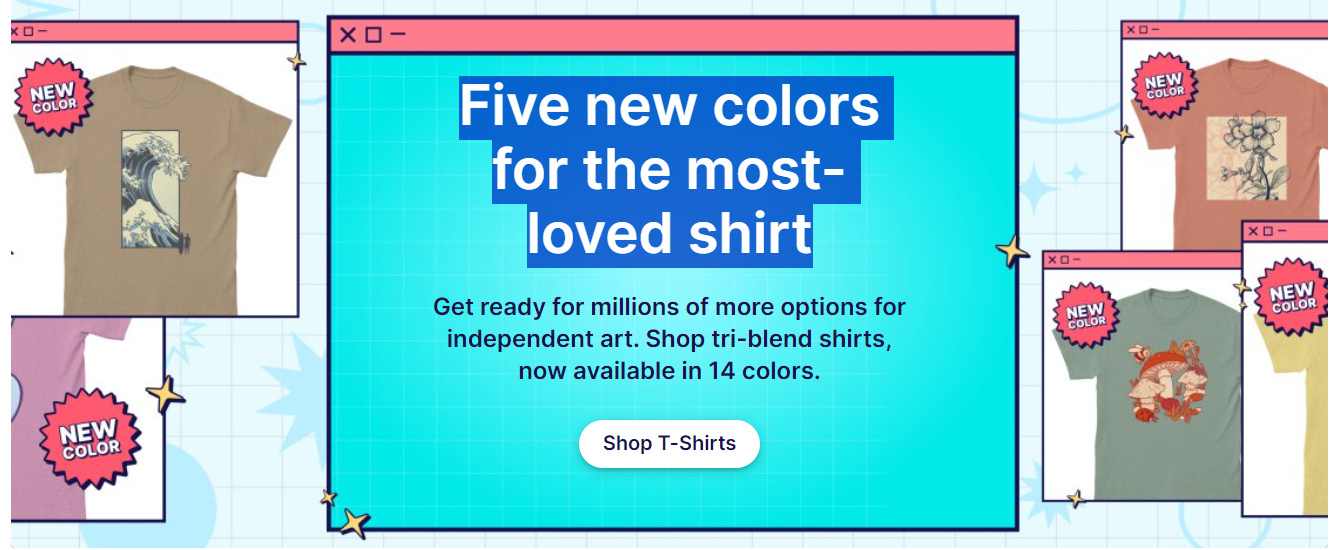 NEW
COLOR
Five new colors
for the most-
loved shirt
Get ready for millions of more options for
independent art. Shop tri-blend shirts,
now available in 14 colors.
Shop T-Shirts
NEW
COLOR
NEW
COLOR
NEW
COLOR
NEW
COLOR